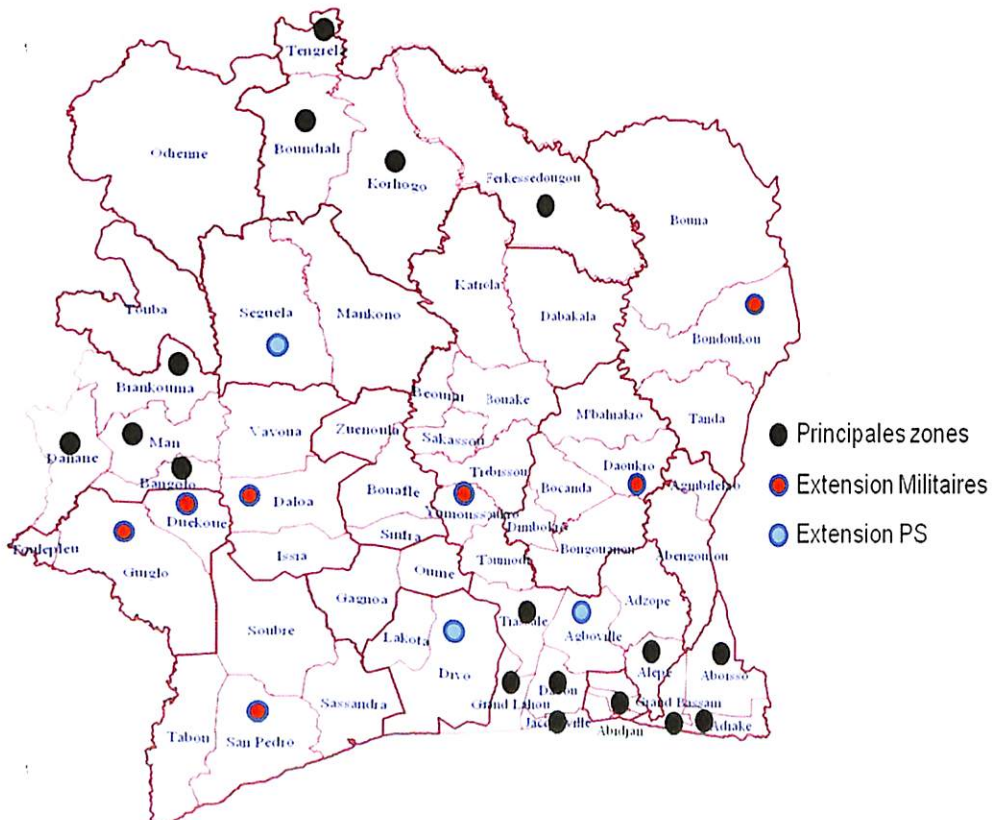 Tengrel
Odienne
Boundiali
Korhogo
Ferkessedougou
Bouna
Touba
Seguela
Mankono
Katiola
Dabakala
Bondoukou
Biankouma
Beoumi
Bouake
M'bahiakro
Tanda
Danane
Man
Vavoua
Zuenoula
Sakassou
Bangolo
Daoukro
Agnibilekro
Tiebissou
Bouafle
Bocanda
Daloa
Duekoue
Yamoussoukro
Dimbokro
Toulepleu
Guiglo
Issia
Sinfra
Toumodi
Bongouanou
Abengourou
Oume
Gagnoa
Adzope
Soubre
Lakota
Tiassale
Agboville
Divo
Alepe
Aboisso
Grand Lahou
Dabou
Grand Bassam
Sassandra
Jacqueville
Adiake
Abidjan
Tabou
San Pedro
Principales zones
Extension Militaires
Extension PS